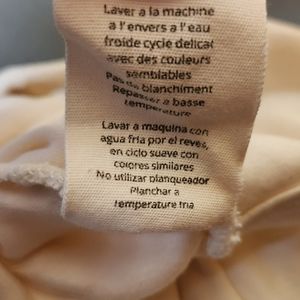 Laver a la machine
a l'envers a l'eau
froide cycle delicat
avec des couleurs
semblables
Pas de blanchiment
Repasser a basse
temperature
Lavar a maquina con
agua fria por el reves,
en ciclo suave con
colores similares
No utilizar blanqueador
Planchar a
temperature fria